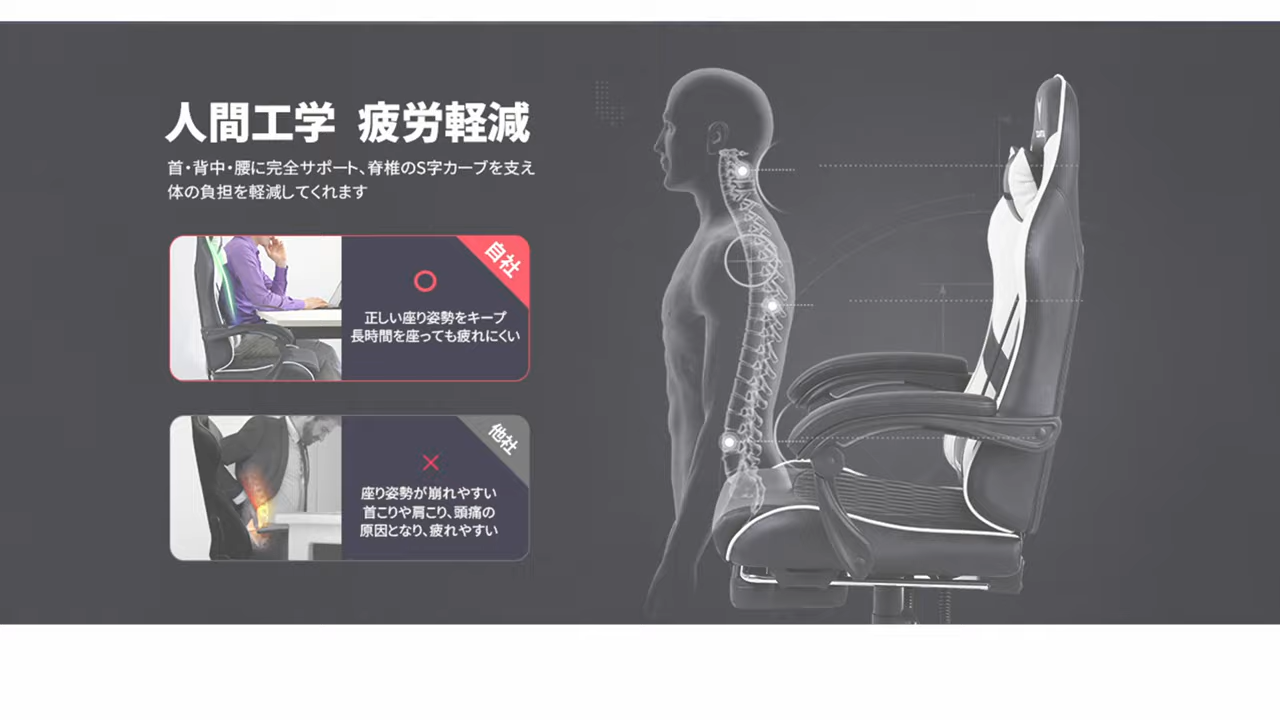 人間工学 疲労軽減
首・背中・腰に完全サポート、脊椎のS字カーブを支え
体の負担を軽減してくれます
自社
正しい座り姿勢をキープ
長時間を座っても疲れにくい
他社
座り姿勢が崩れやすい
首こりや肩こり、頭痛の
原因となり、疲れやすい